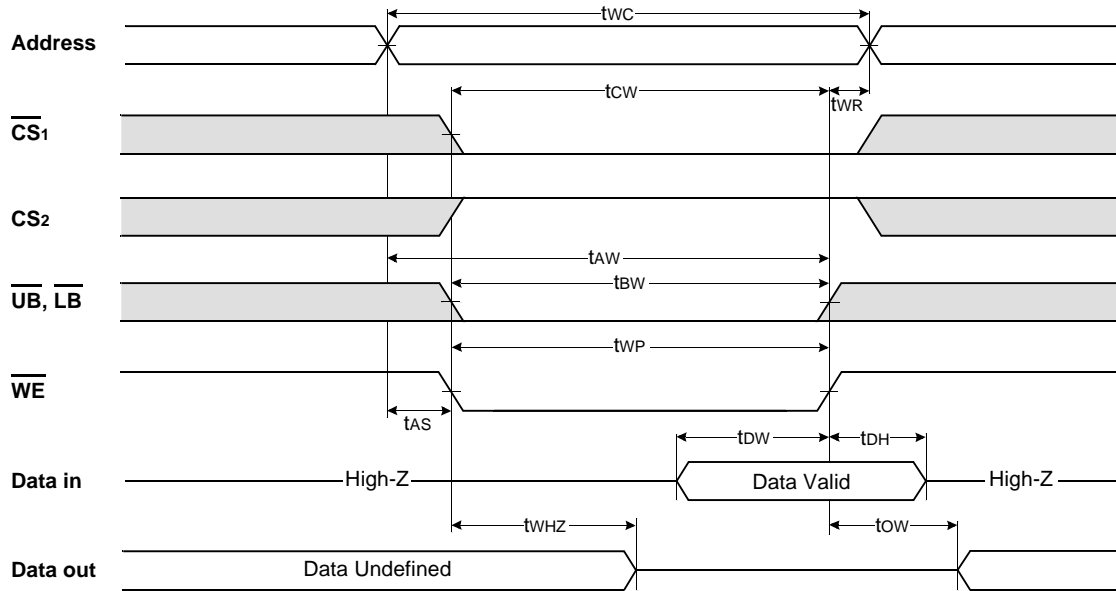 tWC
Address
tCW
tWR
CS1
CS2
tAW
tBW
UB, LB
tWP
WE
tAS
tDW
tDH
Data in
High-Z
Data Valid
High-Z
tWHZ
tOW
Data out
Data Undefined